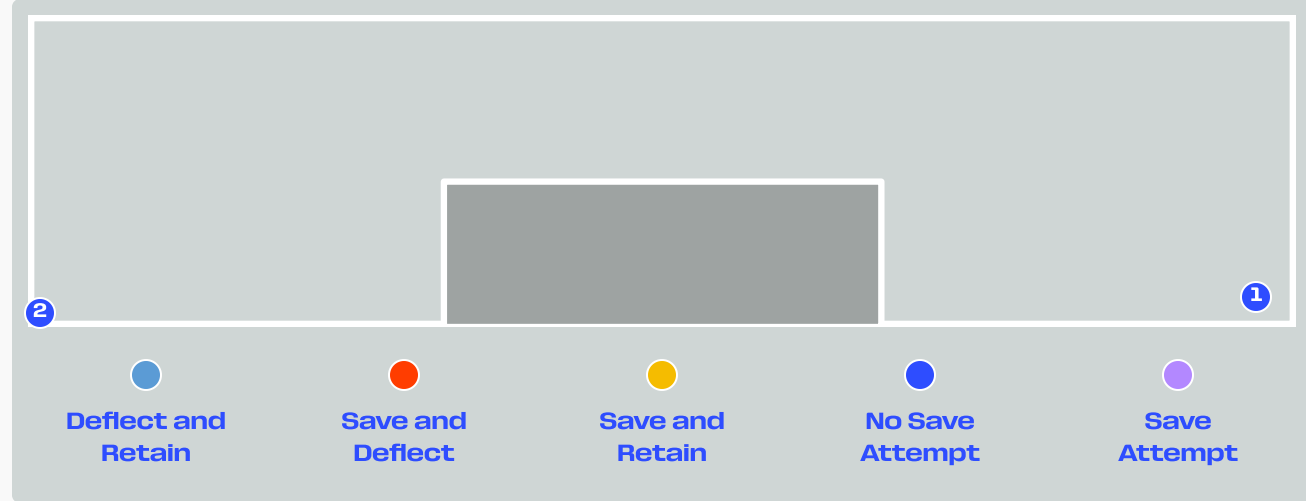 1
2
Deflect and
Retain
Save and
Deflect
Save and
Retain
No Save
Attempt
Save
Attempt